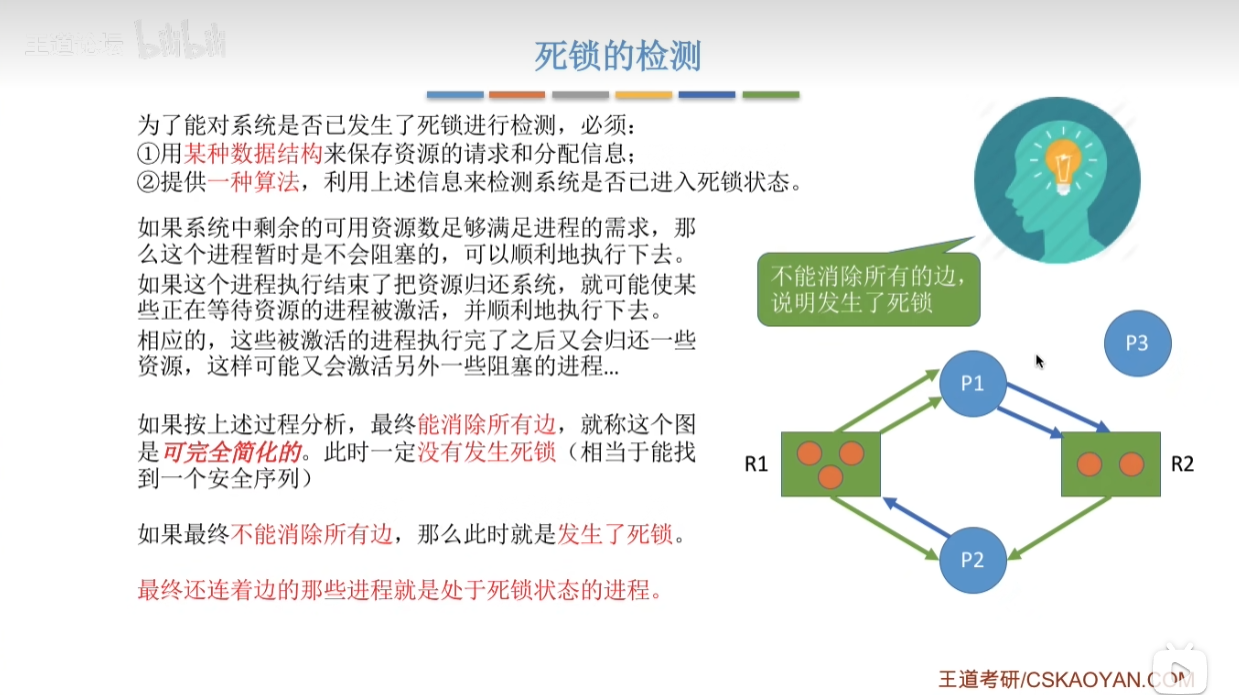 王道论坛 bilibili
死锁的检测
为了能对系统是否已发生了死锁进行检测，必须：
①用某种数据结构来保存资源的请求和分配信息；
②提供一种算法，利用上述信息来检测系统是否已进入死锁状态。
如果系统中剩余的可用资源数足够满足进程的需求，那
么这个进程暂时是不会阻塞的，可以顺利地执行下去。
如果这个进程执行结束了把资源归还系统，就可能使某
些正在等待资源的进程被激活，并顺利地执行下去。
相应的，这些被激活的进程执行完了之后又会归还一些
资源，这样可能又会激活另外一些阻塞的进程...
如果按上述过程分析，最终能消除所有边，就称这个图
是可完全简化的。此时一定没有发生死锁（相当于能找
到一个安全序列）
如果最终不能消除所有边，那么此时就是发生了死锁。
最终还连着边的那些进程就是处于死锁状态的进程。
不能消除所有的边，
说明发生了死锁
P3
P1
R1
R2
P2
王道考研/CSKAOYAN.COM